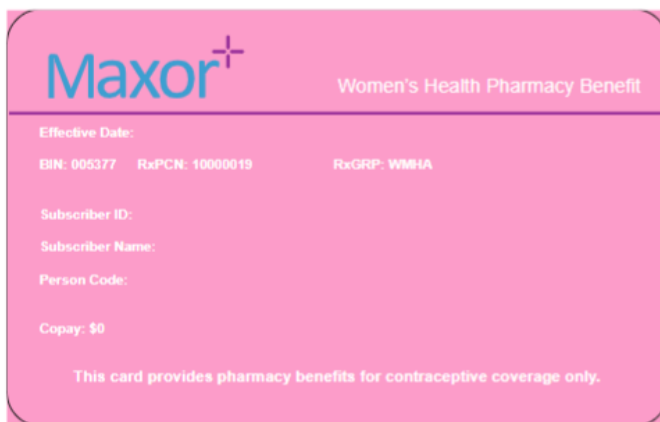 Maxor+
Women's Health Pharmacy Benefit
Effective Date:
BIN: 005377 RxPCN: 10000019 RxGRP: WMHA
Subscriber ID:
Subscriber Name:
Person Code:
Copay: $0
This card provides pharmacy benefits for contraceptive coverage only.